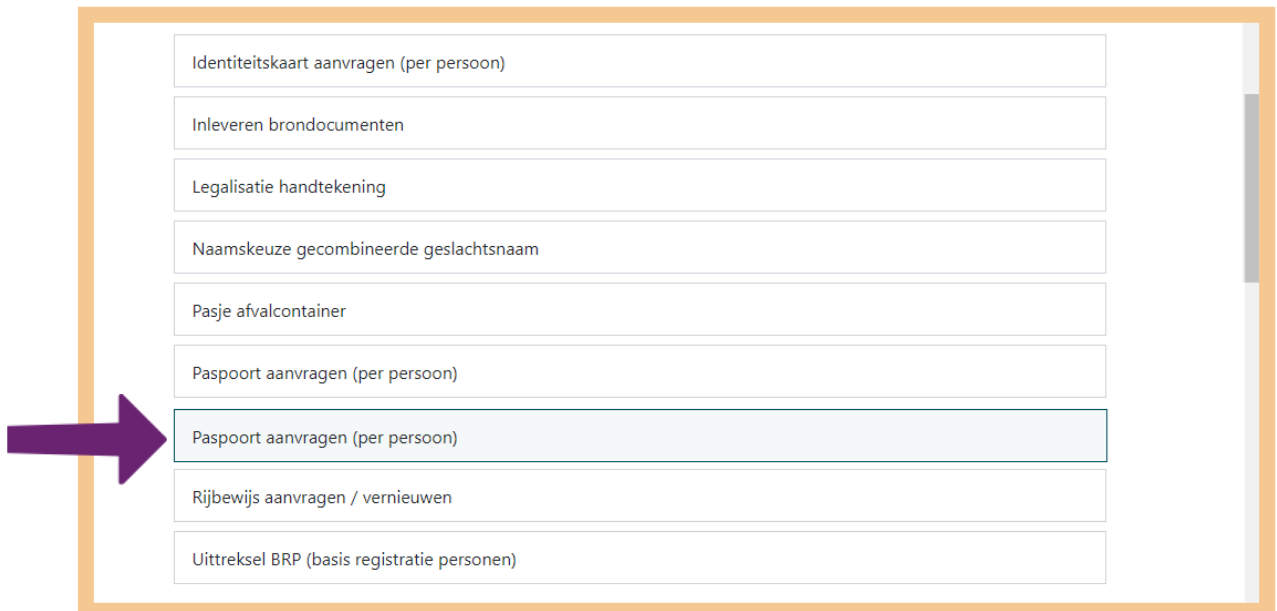 Identiteitskaart aanvragen (per persoon)
Inleveren brondocumenten
Legalisatie handtekening
Naamskeuze gecombineerde geslachtsnaam
Pasje afvalcontainer
Paspoort aanvragen (per persoon)
Paspoort aanvragen (per persoon)
Rijbewijs aanvragen / vernieuwen
Uittreksel BRP (basis registratie personen)